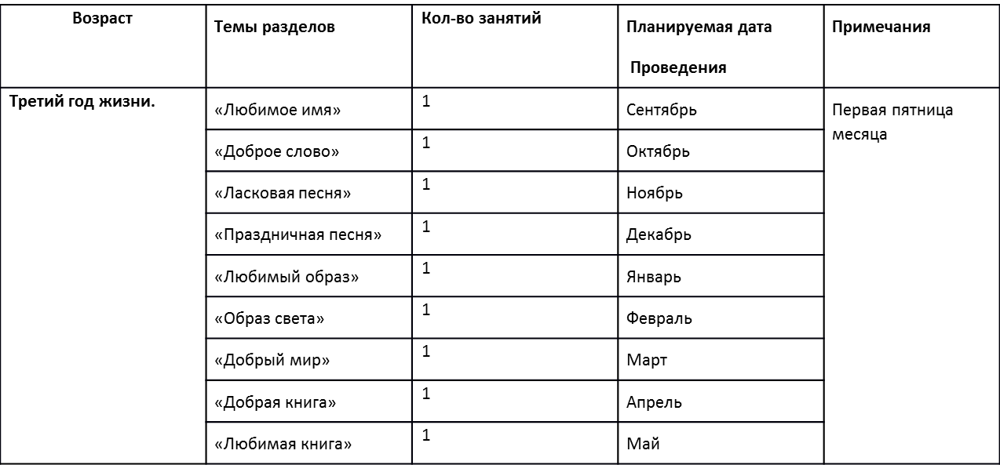 Возраст
Темы разделов
Кол-во занятий
Планируемая дата
Проведения
Примечания
Третий год жизни.
«Любимое имя»
1
Сентябрь
Первая пятница
месяца
«Доброе слово»
1
Октябрь
«Ласковая песня»
1
Ноябрь
«Праздничная песня»
1
Декабрь
«Любимый образ»
1
Январь
«Образ света»
1
Февраль
«Добрый мир»
1
Март
«Добрая книга»
1
Апрель
«Любимая книга»
1
Май